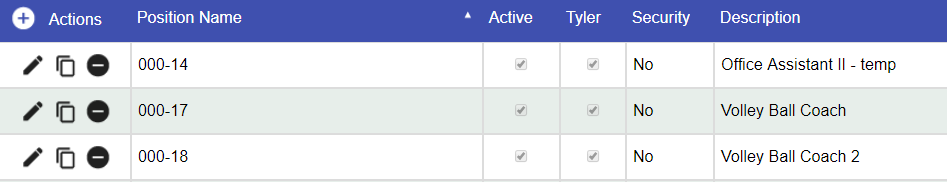 Actions Position Name Active Tyler Security Description
000-14 No Office Assistant II - temp
000-17 No Volley Ball Coach
000-18 No Volley Ball Coach 2